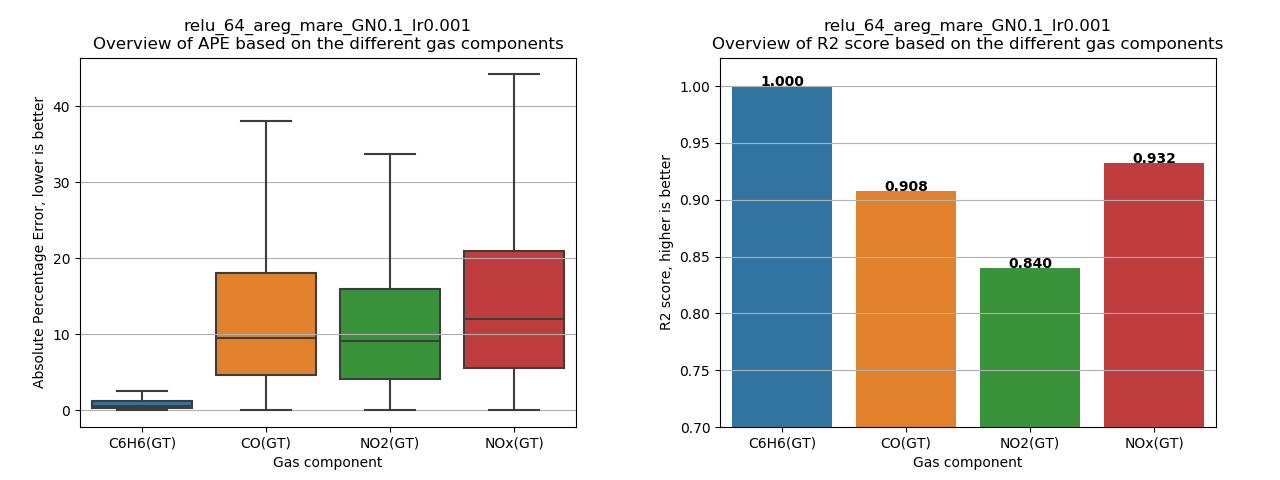 relu_64_areg_mare_GN0.1_lr0.001
Overview of APE based on the different gas components
Absolute Percentage Error, lower is better
40
30
20
10
0
C6H6(GT) CO(GT) NO2(GT) NOx(GT)
Gas component
relu_64_areg_mare_GN0.1_lr0.001
Overview of R2 score based on the different gas components
R2 score, higher is better
1.00
0.95
0.90
0.85
0.80
0.75
0.70
1.000
0.908
0.840
0.932
C6H6(GT) CO(GT) NO2(GT) NOx(GT)
Gas component